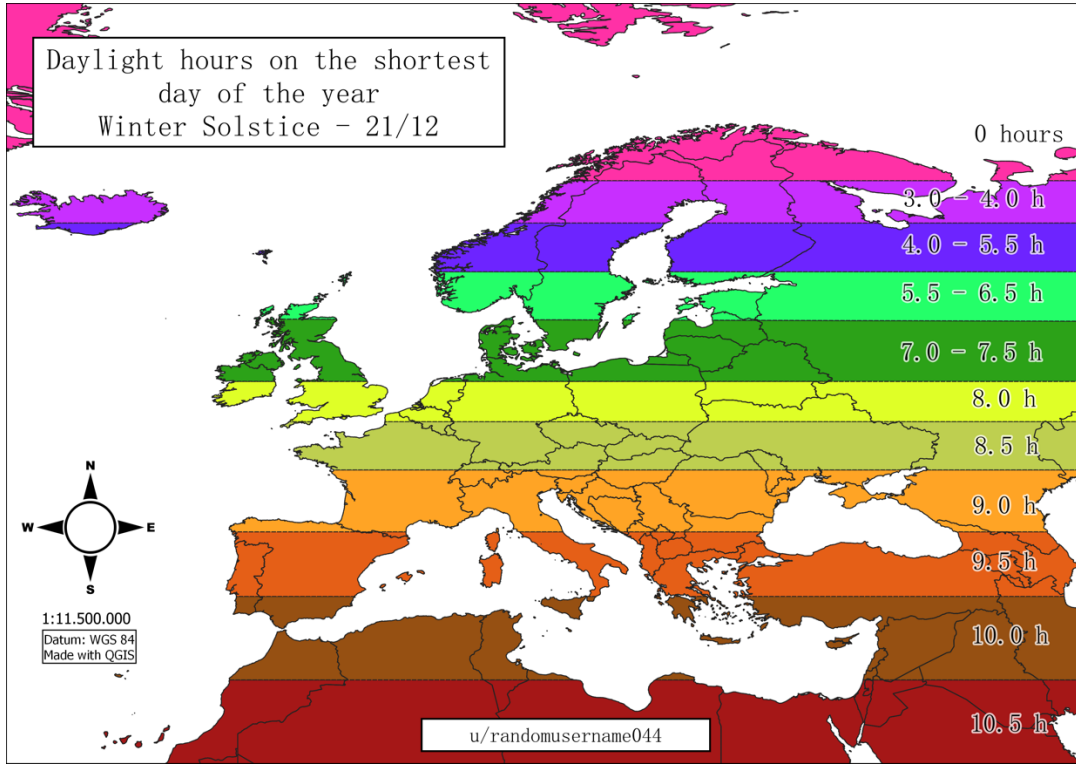 Daylight hours on the shortest
day of the year
Winter Solstice - 21/12
0 hours
3.0 - 4.0 h
4.0 - 5.5 h
5.5 - 6.5 h
7.0 - 7.5 h
8.0 h
8.5 h
9.0 h
9.5 h
10.0 h
10.5 h
N
W
E
S
1:11.500.000
Datum: WGS 84
Made with QGIS
u/randomusername044